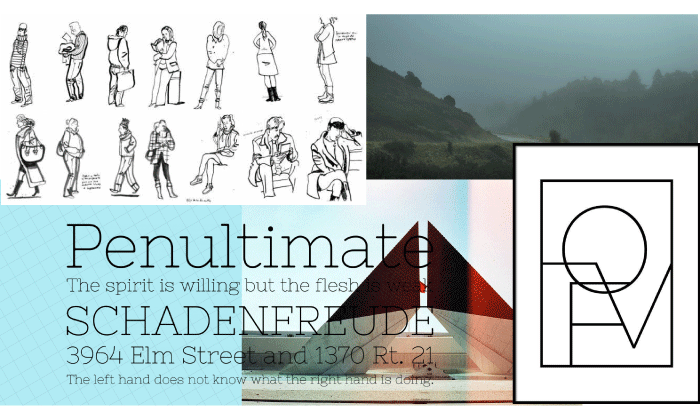 Penultimate
The spirit is willing but the flesh is weak.
SCHADENFREUDE
3964 Elm Street and 1370 Rt. 21
The left hand does not know what the right hand is doing.